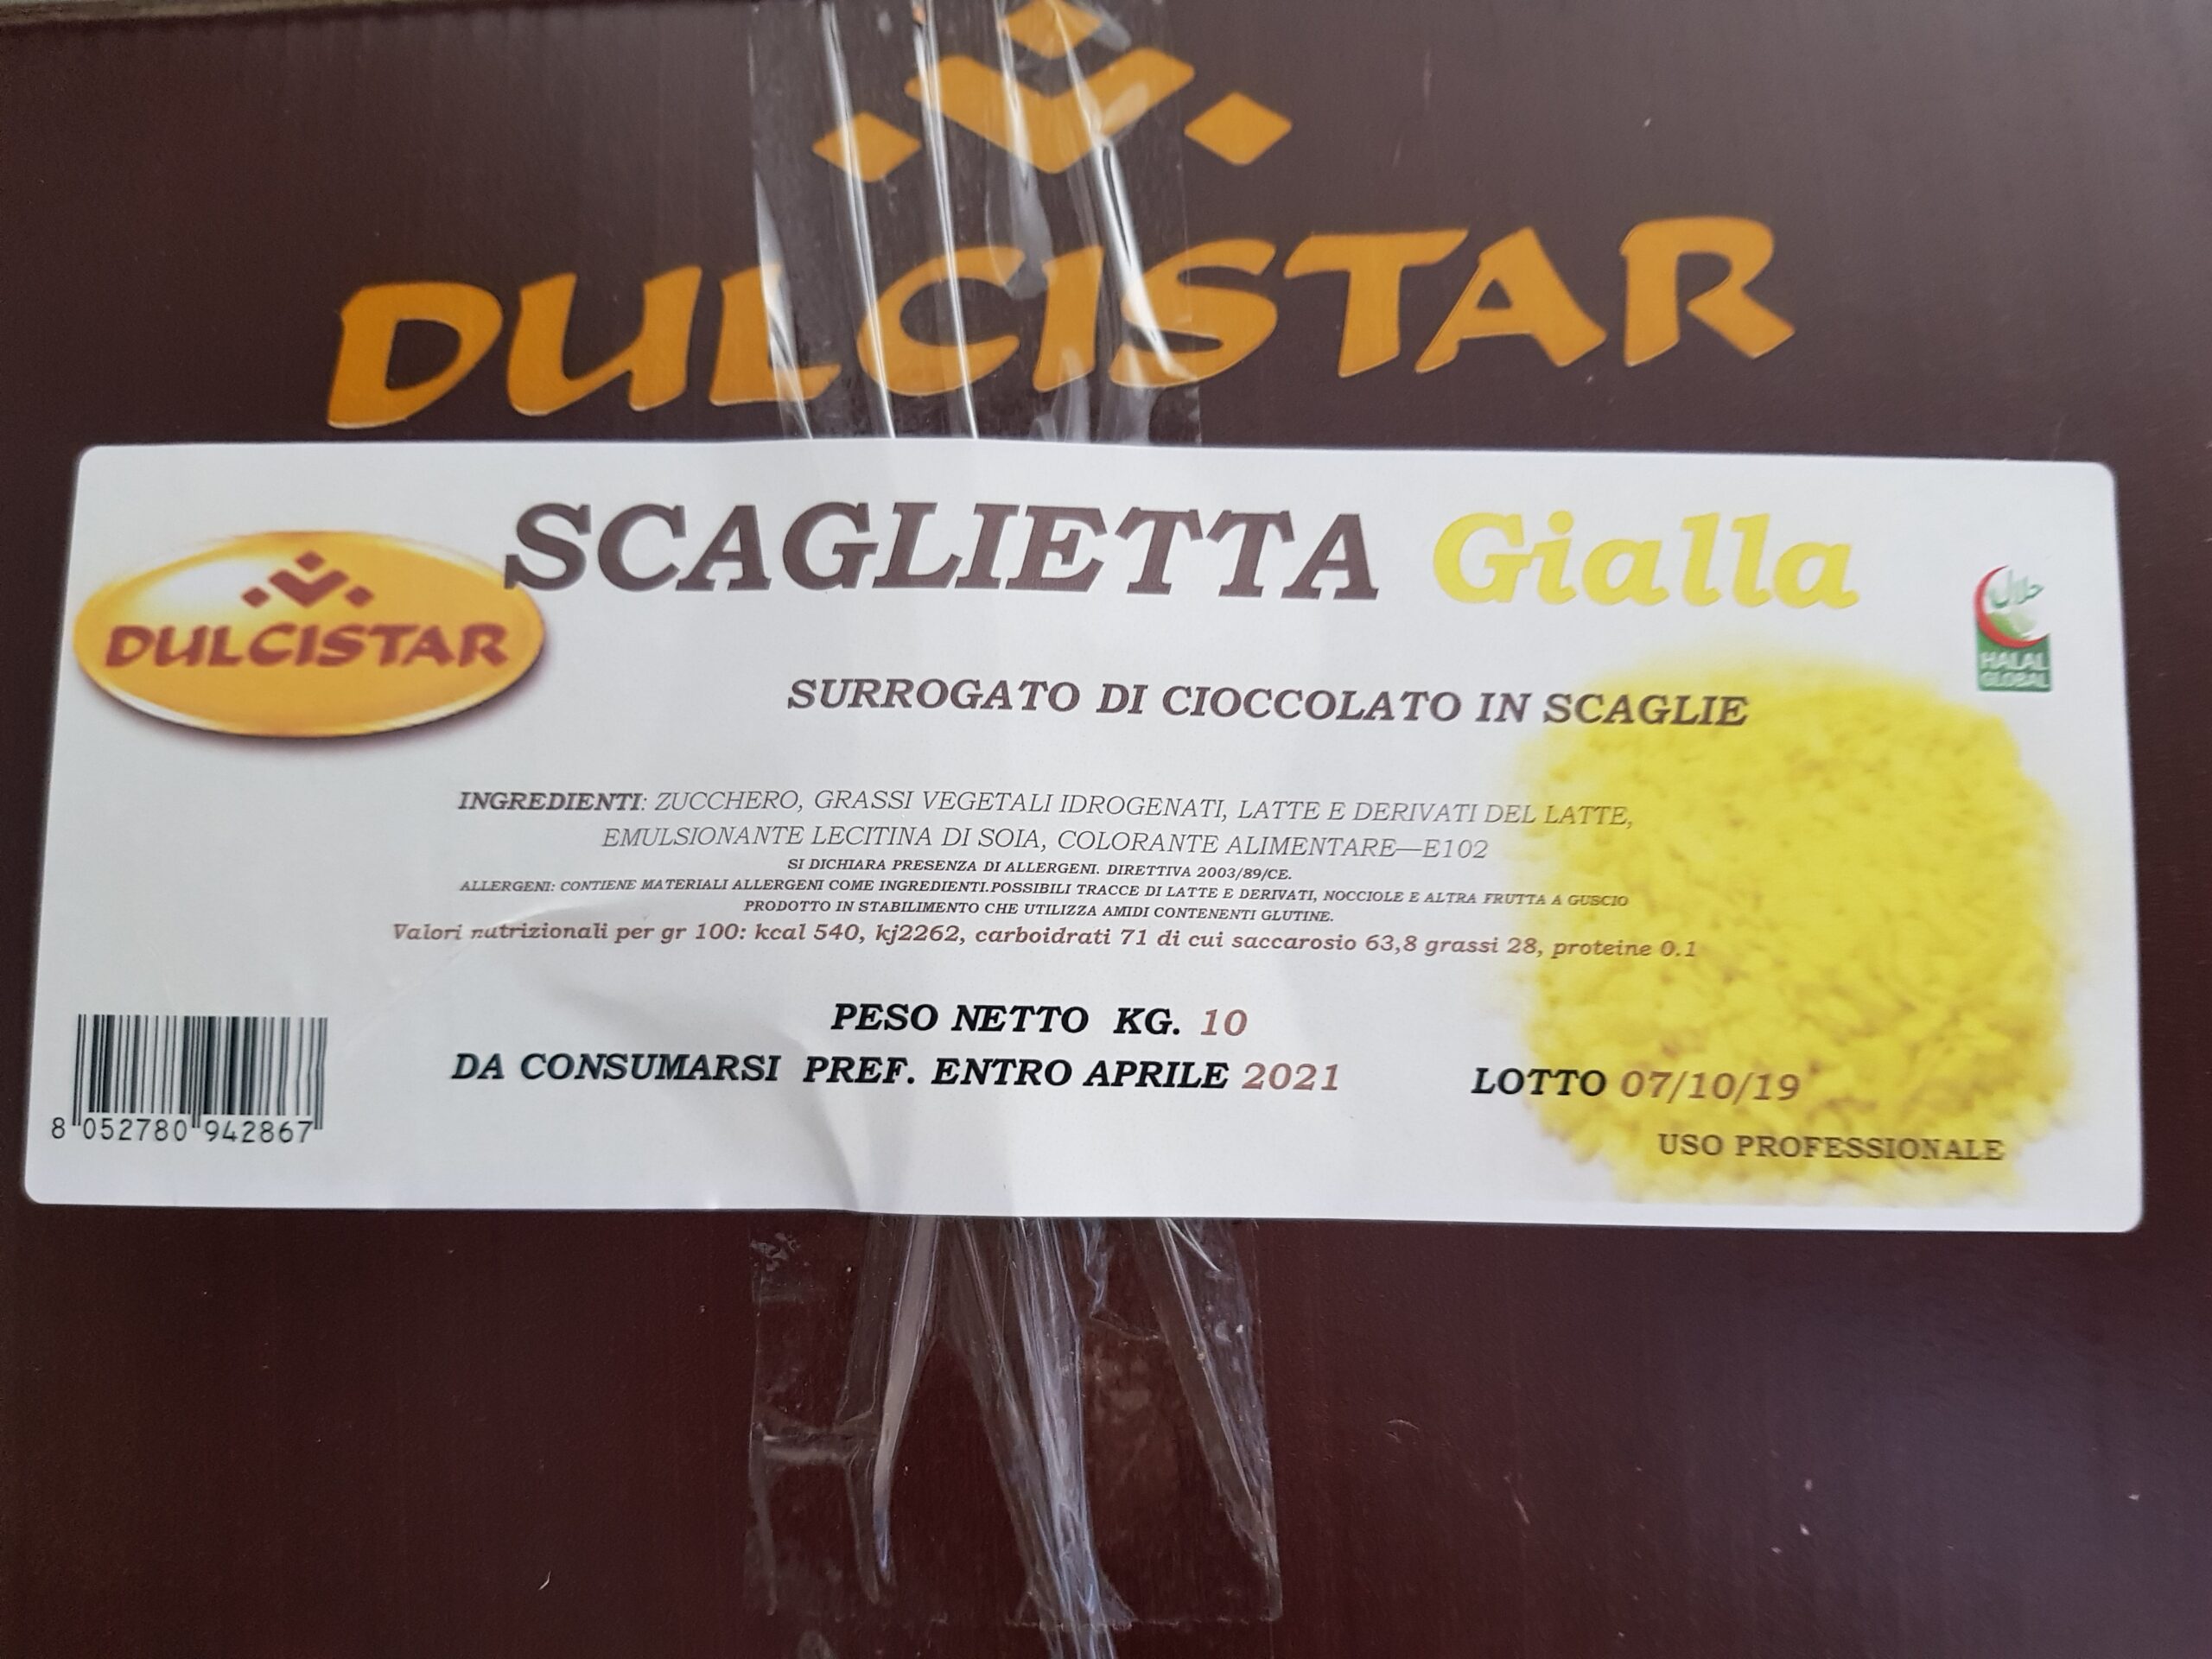 DULCISTAR
SCAGLIETTA Gialla
DULCISTAR
حلال
HALAL
GLOBAL
SURROGATO DI CIOCCOLATO IN SCAGLIE
INGREDIENTI: ZUCCHERO, GRASSI VEGETALI IDROGENATI, LATTE E DERIVATI DEL LATTE,
EMULSIONANTE LECITINA DI SOIA, COLORANTE ALIMENTARE—E102
SI DICHIARA PRESENZA DI ALLERGENI. DIRETTIVA 2003/89/CE.
ALLERGENI: CONTIENE MATERIALI ALLERGENI COME INGREDIENTI.POSSIBILI TRACCE DI LATTE E DERIVATI, NOCCIOLE E ALTRA FRUTTA A GUSCIO
PRODOTTO IN STABILIMENTO CHE UTILIZZA AMIDI CONTENENTI GLUTINE.
Valori nutrizionali per gr 100: kcal 540, kj2262, carboidrati 71 di cui saccarosio 63,8 grassi 28, proteine 0.1
PESO NETTO KG. 10
DA CONSUMARSI PREF. ENTRO APRILE 2021
LOTTO 07/10/19
8 052780 942867
USO PROFESSIONALE